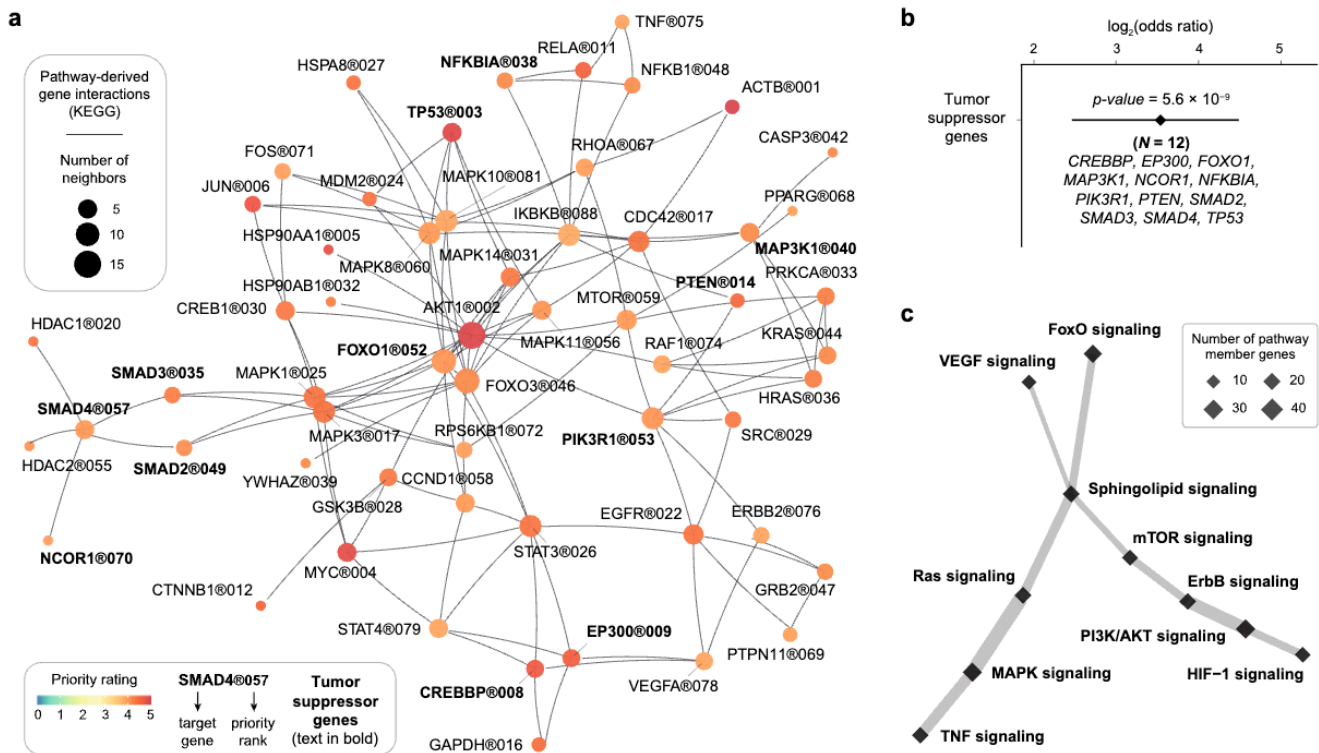 a
Pathway-derived
gene interactions
(KEGG)
Number of
neighbors
5
10
15
TNF®075
RELA®011
NFKBIA®038
HSPA8®027
NFKB1®048
ACTB®001
TP53®003
CASP3®042
RHOA®067
FOS®071
MAPK10®081
MDM2®024
PPARG®068
JUN®006
IKBKB®088
CDC42®017
HSP90AA1®005
MAPK14®031
MAP3K1®040
MAPK8®060
PRKCA®033
PTEN®014
HSP90AB1®032
MTOR®059
CREB1®030
AKT1®002
KRAS®044
HDAC1®020
RAF1®074
MAPK11®056
FOXO1®052
SMAD3®035
MAPK1®025
FOXO3®046
HRAS®036
SMAD4®057
RPS6KB1®072
MAPK3®017
PIK3R1®053
SRC®029
HDAC2®055
SMAD2®049
YWHAZ®039
CCND1®058
GSK3B®028
EGFR®022
ERBB2®076
NCOR1®070
STAT3®026
MYC®004
CTNNB1®012
GRB2®047
STAT4®079
EP300®009
PTPN11®069
VEGFA®078
CREBBP®008
GAPDH®016
Priority rating
0 1 2 3 4 5
SMAD4®057
target
gene
priority
rank
Tumor
suppressor
genes
(text in bold)
b
log2(odds ratio)
2 3 4 5
Tumor
suppressor
genes
p-value = 5.6 × 10⁻⁹
(N = 12)
CREBBP, EP300, FOXO1,
MAP3K1, NCOR1, NFKBIA,
PIK3R1, PTEN, SMAD2,
SMAD3, SMAD4, TP53
c
FoxO signaling
VEGF signaling
Number of pathway
member genes
10 20
30 40
Sphingolipid signaling
mTOR signaling
Ras signaling
ErbB signaling
PI3K/AKT signaling
MAPK signaling
HIF−1 signaling
TNF signaling